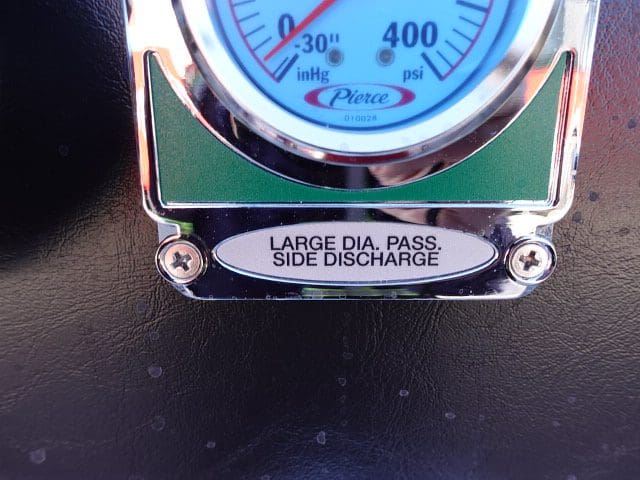 0 400
-30"
inHg psi
Pierce
010028
LARGE DIA. PASS.
SIDE DISCHARGE